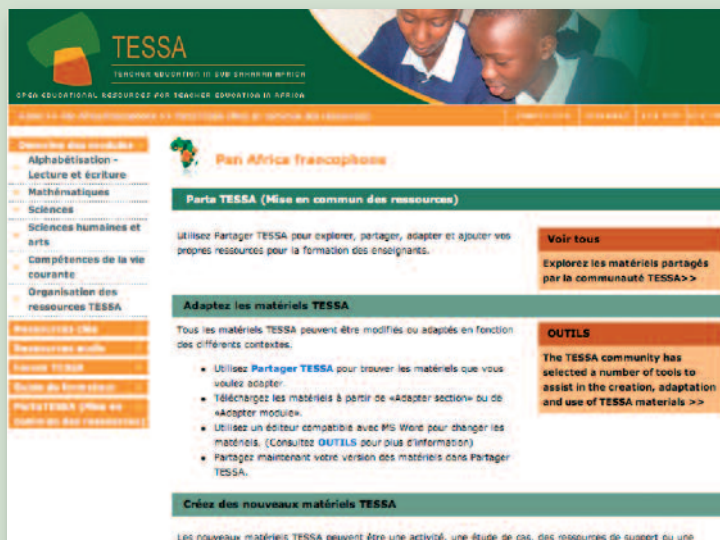 TESSA
TEACHER EDUCATION IN SUB SAHARAN AFRICA
OPEN EDUCATIONAL RESOURCES FOR TEACHER EDUCATION IN AFRICA
Alphabétisation -
Lecture et écriture
Mathématiques
Sciences
Sciences humaines et
arts
Compétences de la vie
courante
Organisation des
ressources TESSA
Pan Africa francophone
Parta TESSA (Mise en commun des ressources)
Utilisez Partager TESSA pour explorer, partager, adapter et ajouter vos
propres ressources pour la formation des enseignants.
Voir tous
Explorez les matériels partagés
par la communauté TESSA>>
Adaptez les matériels TESSA
Tous les matériels TESSA peuvent être modifiés ou adaptés en fonction
des différents contextes.
Utilisez Partager TESSA pour trouver les matériels que vous
voulez adapter.
Téléchargez les matériels à partir de «Adapter section» ou de
«Adapter module».
Utilisez un éditeur compatible avec MS Word pour changer les
matériels. (Consultez OUTILS pour plus d'information)
Partagez maintenant votre version des matériels dans Partager
TESSA.
OUTILS
The TESSA community has
selected a number of tools to
assist in the creation, adaptation
and use of TESSA materials >>
Créez des nouveaux matériels TESSA
Les nouveaux matériels TESSA peuvent être une activité, une étude de cas, des ressources de support ou une